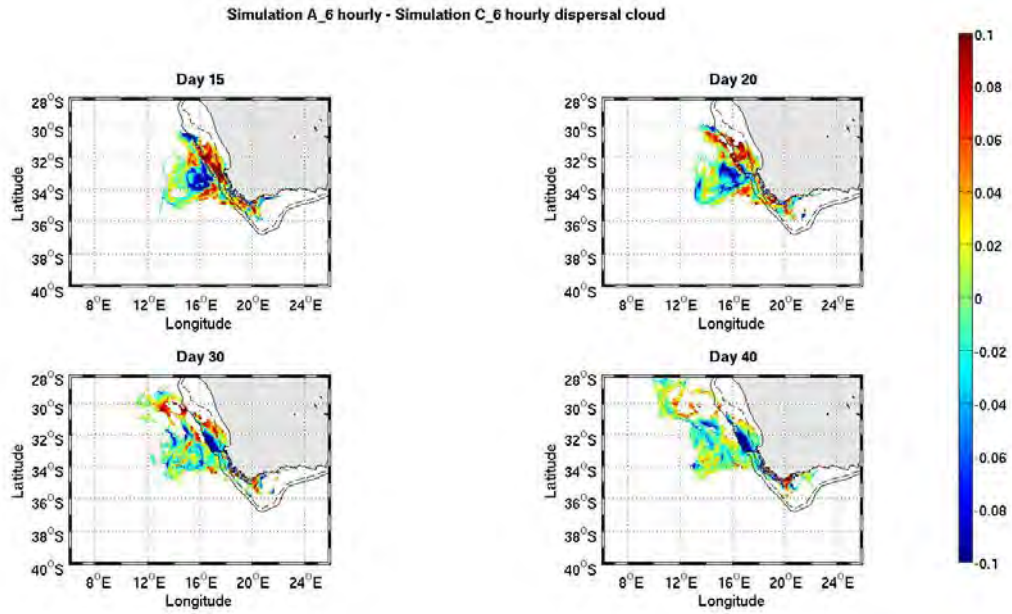 Simulation A_6 hourly - Simulation C_6 hourly dispersal cloud
Day 15
28°S
30°S
32°S
34°S
36°S
38°S
40°S
Latitude
8°E 12°E 16°E 20°E 24°E
Longitude
Day 20
28°S
30°S
32°S
34°S
36°S
38°S
40°S
Latitude
8°E 12°E 16°E 20°E 24°E
Longitude
Day 30
28°S
30°S
32°S
34°S
36°S
38°S
40°S
Latitude
8°E 12°E 16°E 20°E 24°E
Longitude
Day 40
28°S
30°S
32°S
34°S
36°S
38°S
40°S
Latitude
8°E 12°E 16°E 20°E 24°E
Longitude
0.1
0.08
0.06
0.04
0.02
0
-0.02
-0.04
-0.06
-0.08
-0.1